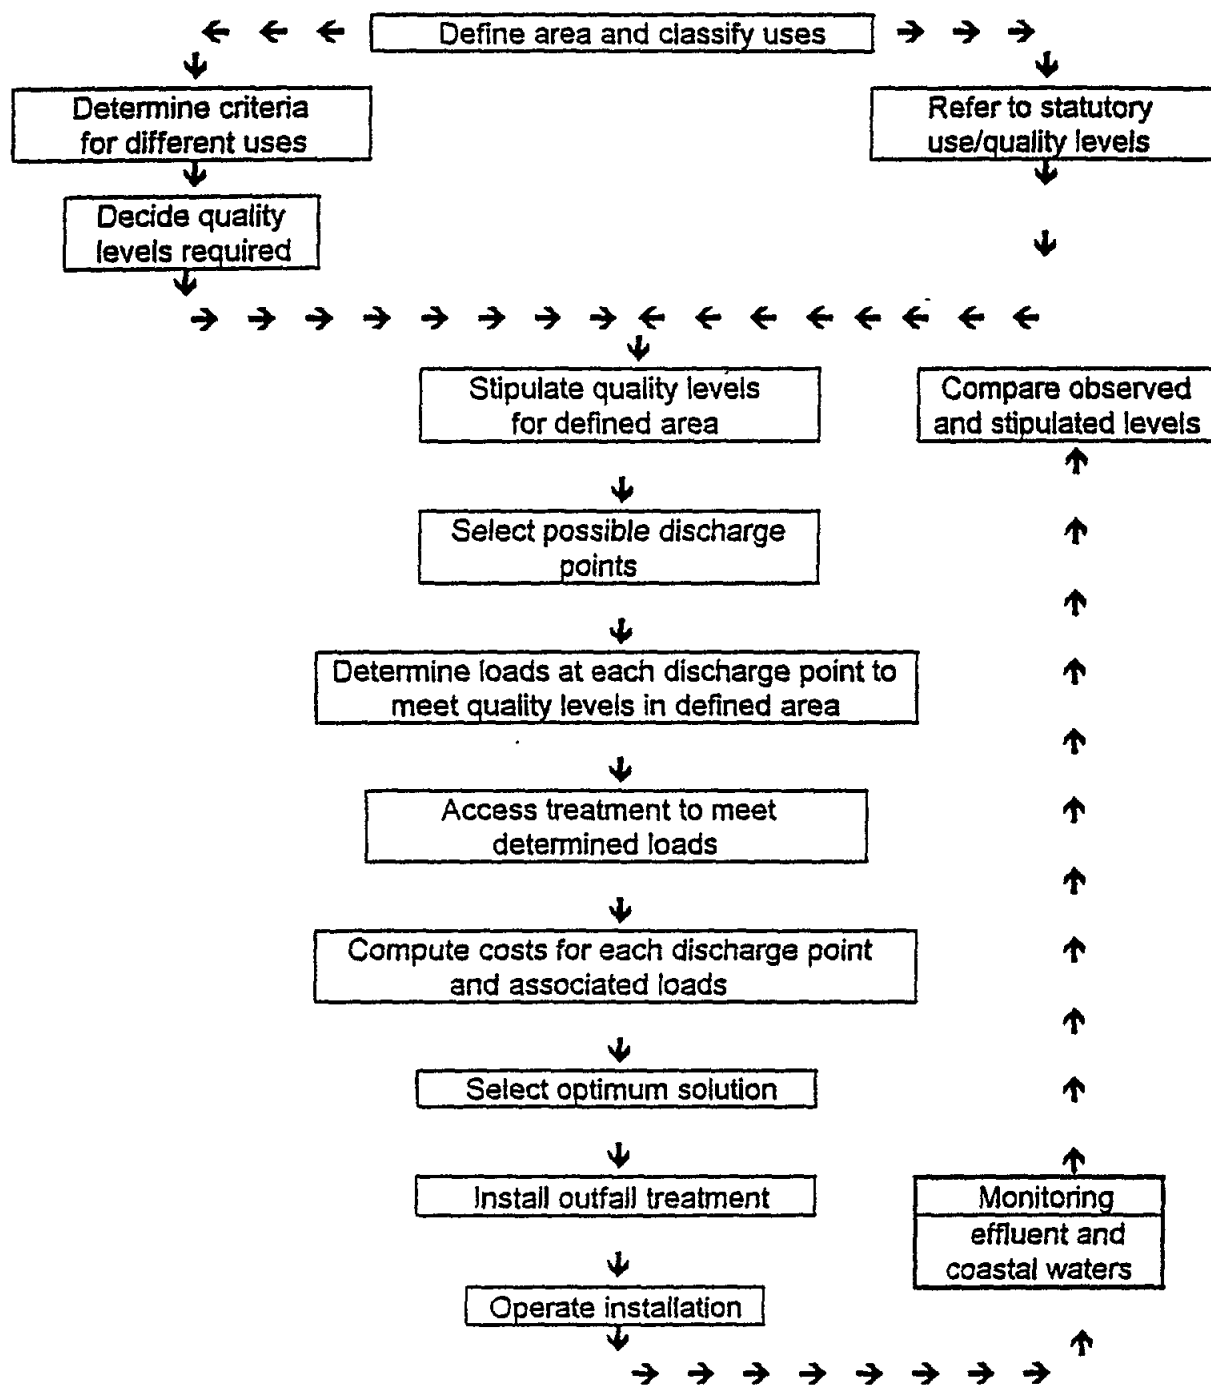 Define area and classify uses
Determine criteria
for different uses
Refer to statutory
use/quality levels
Decide quality
levels required
Stipulate quality levels
for defined area
Compare observed
and stipulated levels
Select possible discharge
points
Determine loads at each discharge point to
meet quality levels in defined area
Access treatment to meet
determined loads
Compute costs for each discharge point
and associated loads
Select optimum solution
Install outfall treatment
Monitoring
effluent and
coastal waters
Operate installation